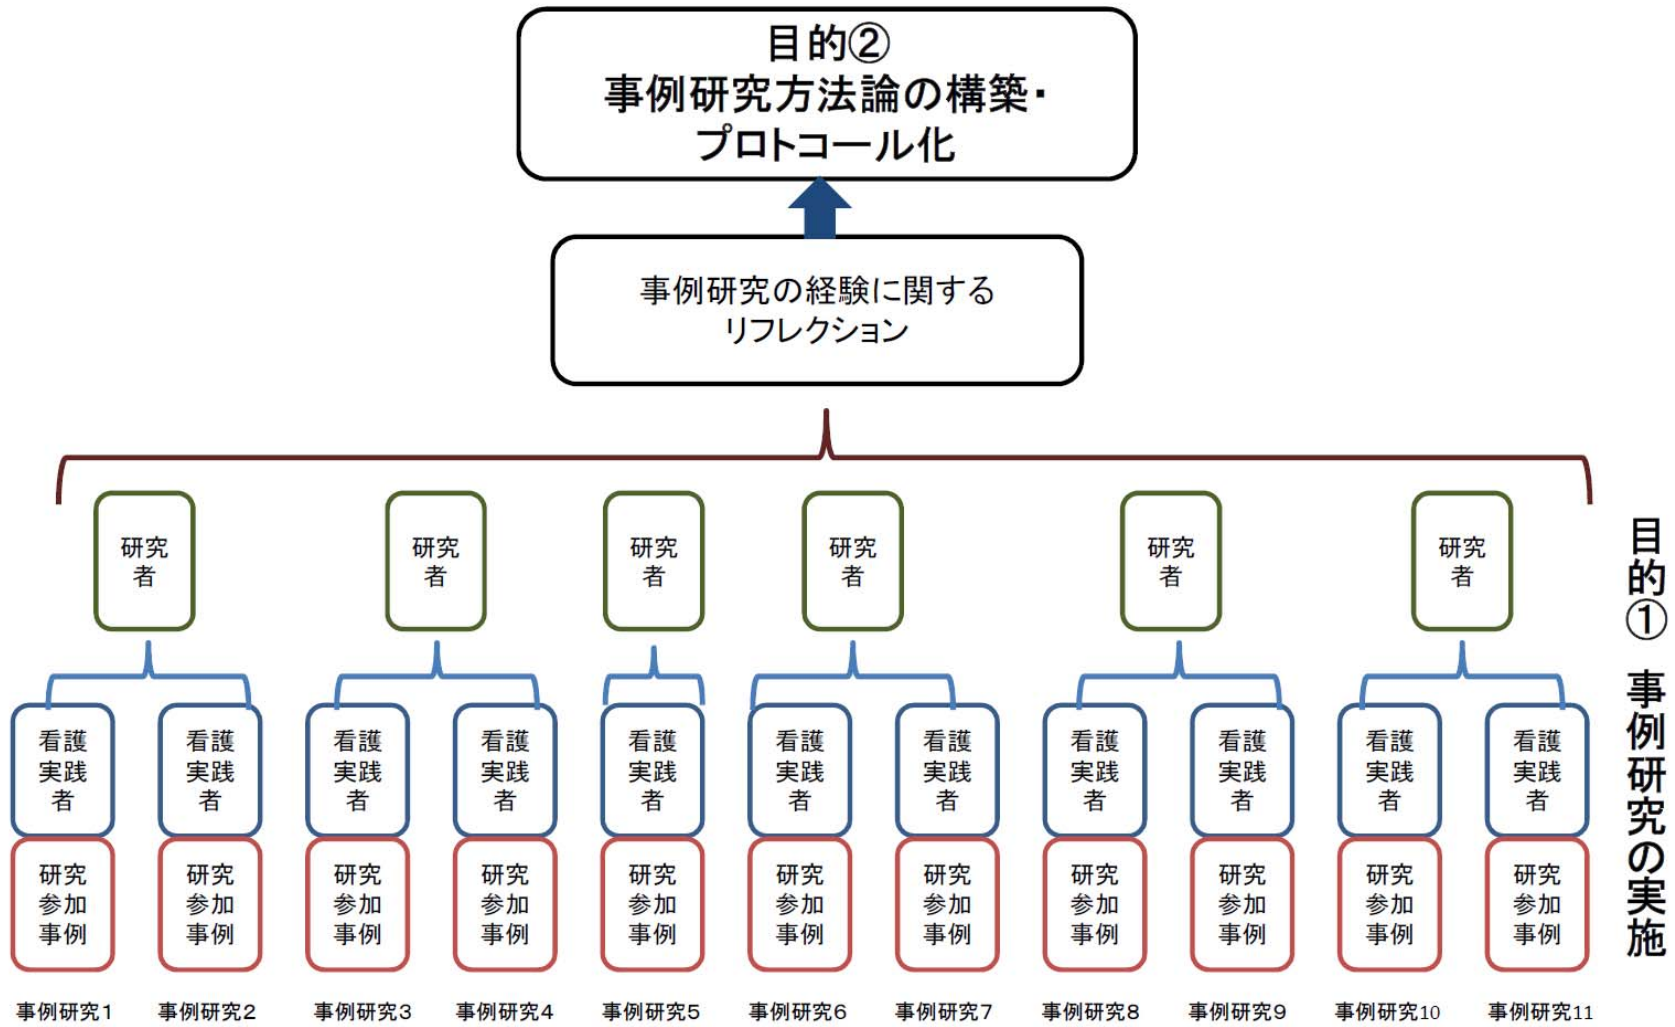 目的②
事例研究方法論の構築・
プロトコール化
事例研究の経験に関する
リフレクション
研究
者
研究
者
研究
者
研究
者
研究
者
研究
者
看護
実践
者
看護
実践
者
看護
実践
者
看護
実践
者
看護
実践
者
看護
実践
者
看護
実践
者
看護
実践
者
看護
実践
者
看護
実践
者
看護
実践
者
研究
参加
事例
研究
参加
事例
研究
参加
事例
研究
参加
事例
研究
参加
事例
研究
参加
事例
研究
参加
事例
研究
参加
事例
研究
参加
事例
研究
参加
事例
研究
参加
事例
事例研究1
事例研究2
事例研究3
事例研究4
事例研究5
事例研究6
事例研究7
事例研究8
事例研究9
事例研究10
事例研究11
目的① 事例研究の実施